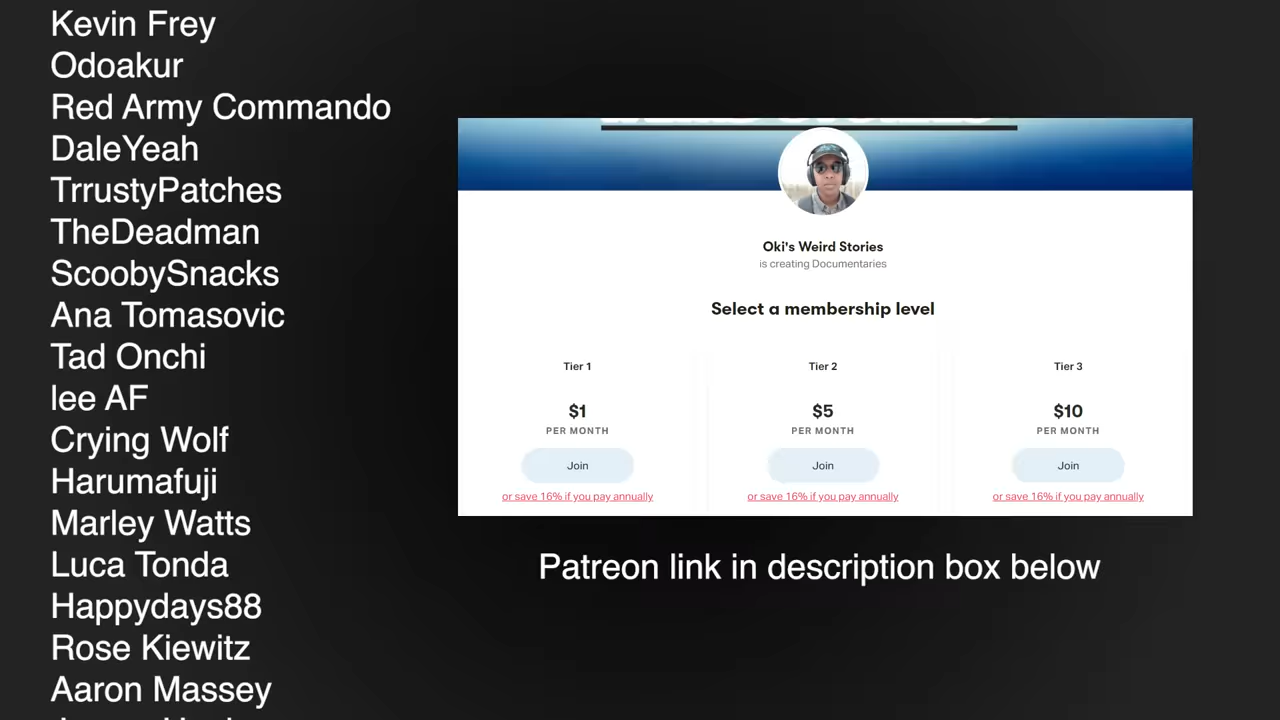 Kevin Frey
Odoakur
Red Army Commando
DaleYeah
TrrustyPatches
TheDeadman
ScoobySnacks
Ana Tomasovic
Tad Onchi
lee AF
Crying Wolf
Harumafuji
Marley Watts
Luca Tonda
Happydays88
Rose Kiewitz
Aaron Massey
Oki's Weird Stories
is creating Documentaries
Select a membership level
Tier 1
$1
PER MONTH
Join
or save 16% if you pay annually
Tier 2
$5
PER MONTH
Join
or save 16% if you pay annually
Tier 3
$10
PER MONTH
Join
or save 16% if you pay annually
Patreon link in description box below